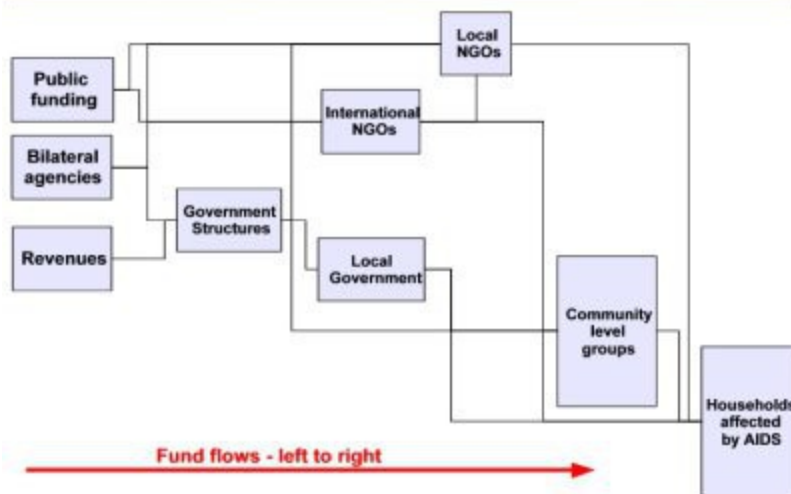 Local
NGOs
Public
funding
International
NGOs
Bilateral
agencies
Government
Structures
Revenues
Local
Government
Community
level
groups
Households
affected
by AIDS
Fund flows - left to right